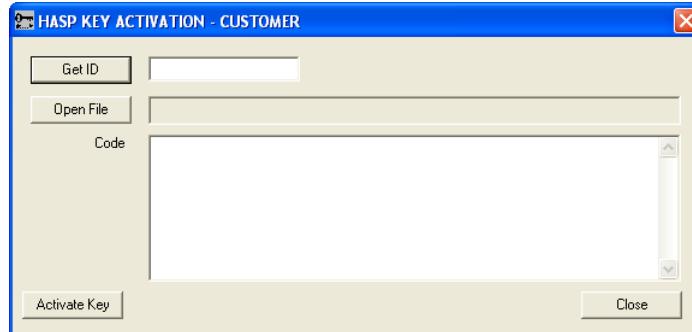 HASP KEY ACTIVATION - CUSTOMER
Get ID
Open File
Code
Activate Key
Close